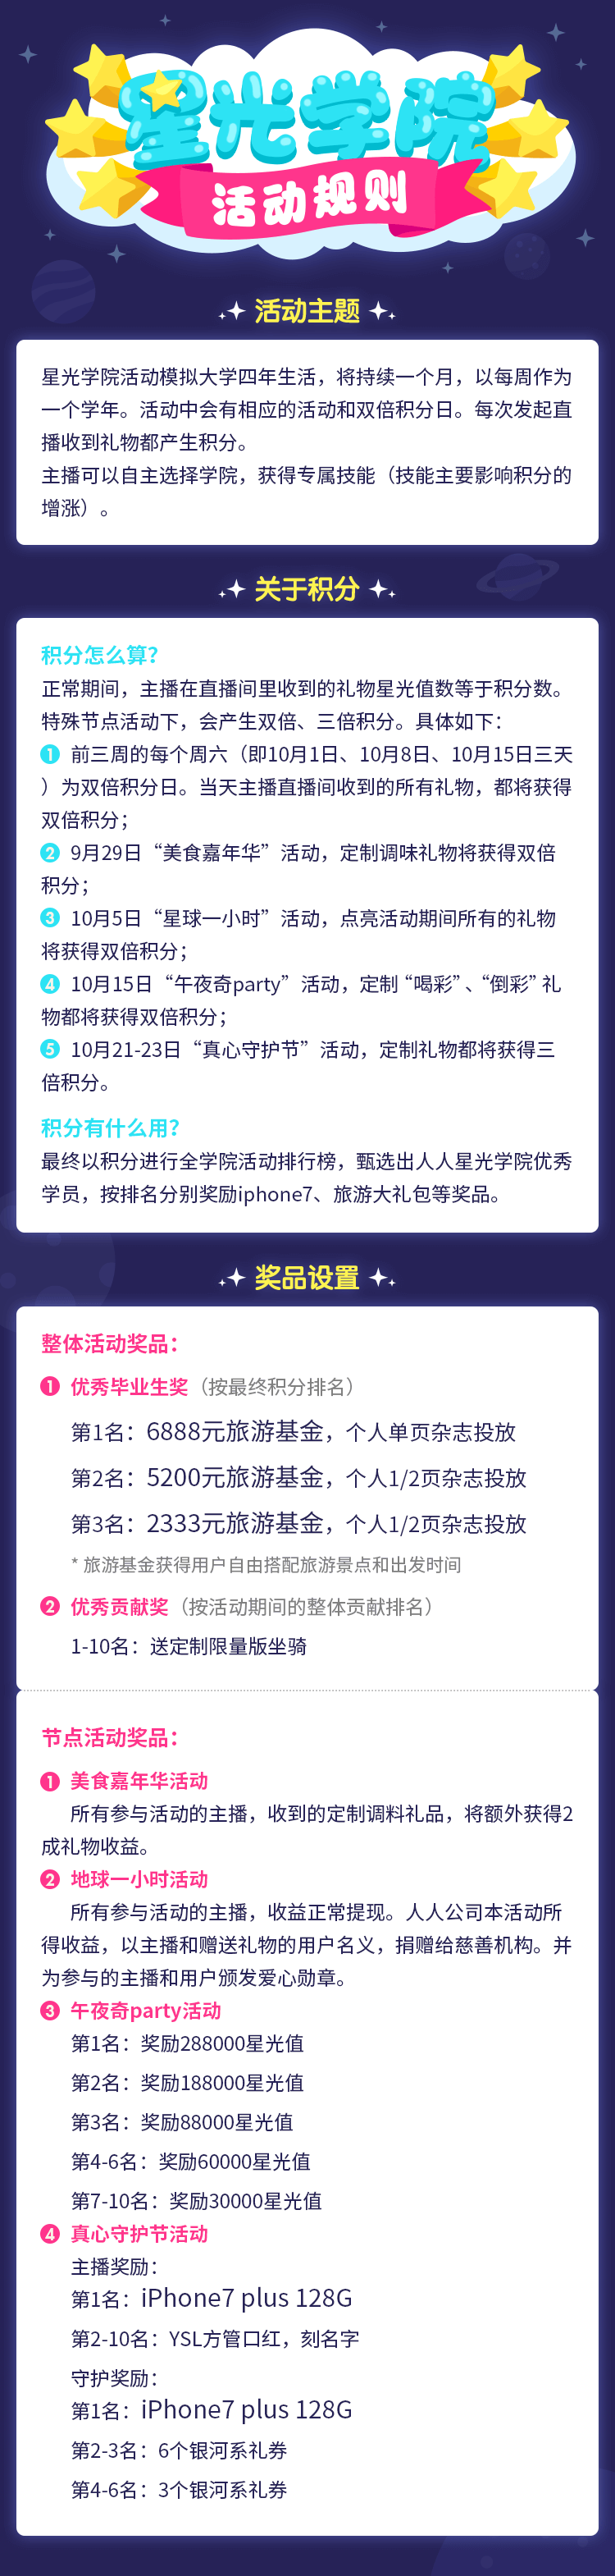 星光学院
活动规则
活动主题
星光学院活动模拟大学四年生活，将持续一个月，以每周作为
一个学年。活动中会有相应的活动和双倍积分日。每次发起直
播收到礼物都产生积分。
主播可以自主选择学院，获得专属技能（技能主要影响积分的
增涨）。
关于积分
积分怎么算？
正常期间，主播在直播间里收到的礼物星光值数等于积分数。
特殊节点活动下，会产生双倍、三倍积分。具体如下：
1 前三周的每个周六（即10月1日、10月8日、10月15日三天
）为双倍积分日。当天主播直播间收到的所有礼物，都将获得
双倍积分；
2 9月29日“美食嘉年华”活动，定制调味礼物将获得双倍
积分；
3 10月5日“星球一小时”活动，点亮活动期间所有的礼物
将获得双倍积分；
4 10月15日“午夜奇party”活动，定制“喝彩”、“倒彩”礼
物都将获得双倍积分；
5 10月21-23日“真心守护节”活动，定制礼物都将获得三
倍积分。
积分有什么用？
最终以积分进行全学院活动排行榜，甄选出人人星光学院优秀
学员，按排名分别奖励iphone7、旅游大礼包等奖品。
奖品设置
整体活动奖品：
1 优秀毕业生奖（按最终积分排名）
第1名：6888元旅游基金，个人单页杂志投放
第2名：5200元旅游基金，个人1/2页杂志投放
第3名：2333元旅游基金，个人1/2页杂志投放
* 旅游基金获得用户自由搭配旅游景点和出发时间
2 优秀贡献奖（按活动期间的整体贡献排名）
1-10名：送定制限量版坐骑
节点活动奖品：
1 美食嘉年华活动
所有参与活动的主播，收到的定制调料礼品，将额外获得2
成礼物收益。
2 地球一小时活动
所有参与活动的主播，收益正常提现。人人公司本活动所
得收益，以主播和赠送礼物的用户名义，捐赠给慈善机构。并
为参与的主播和用户颁发爱心勋章。
3 午夜奇party活动
第1名：奖励288000星光值
第2名：奖励188000星光值
第3名：奖励88000星光值
第4-6名：奖励60000星光值
第7-10名：奖励30000星光值
4 真心守护节活动
主播奖励：
第1名：iPhone7 plus 128G
第2-10名：YSL方管口红，刻名字
守护奖励：
第1名：iPhone7 plus 128G
第2-3名：6个银河系礼券
第4-6名：3个银河系礼券